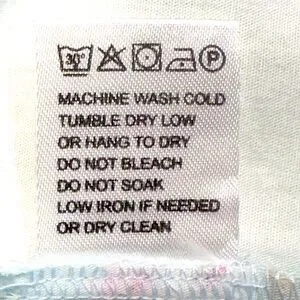 30° P
MACHINE WASH COLD
TUMBLE DRY LOW
OR HANG TO DRY
DO NOT BLEACH
DO NOT SOAK
LOW IRON IF NEEDED
OR DRY CLEAN